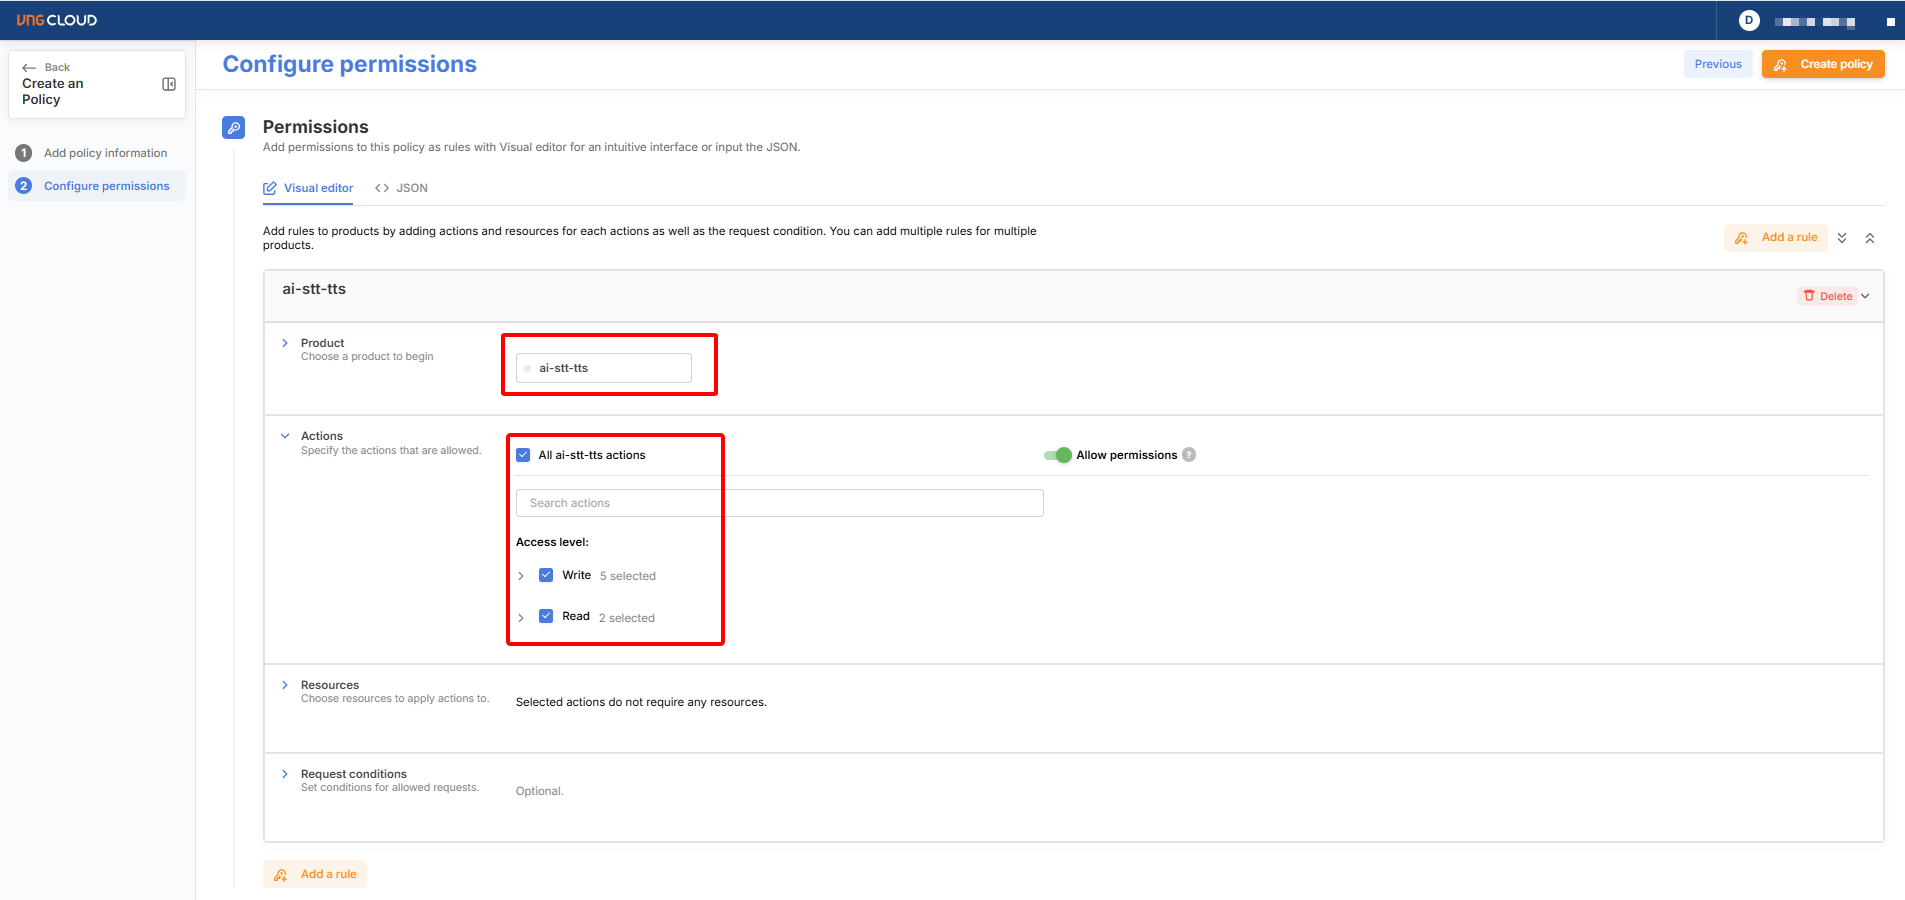 VNG CLOUD
D
Back
Create an
Policy
1 Add policy information
2 Configure permissions
Configure permissions
Previous
Create policy
Permissions
Add permissions to this policy as rules with Visual editor for an intuitive interface or input the JSON.
Visual editor
<> JSON
Add rules to products by adding actions and resources for each actions as well as the request condition. You can add multiple rules for multiple
products.
Add a rule
ai-stt-tts
Delete
Product
Choose a product to begin
ai-stt-tts
Actions
Specify the actions that are allowed.
All ai-stt-tts actions
Allow permissions ?
Search actions
Access level:
Write 5 selected
Read 2 selected
Resources
Choose resources to apply actions to.
Selected actions do not require any resources.
Request conditions
Set conditions for allowed requests.
Optional.
Add a rule